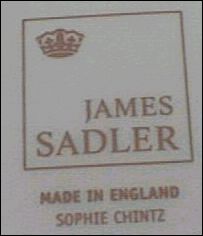 JAMES
SADLER
MADE IN ENGLAND
SOPHIE CHINTZ